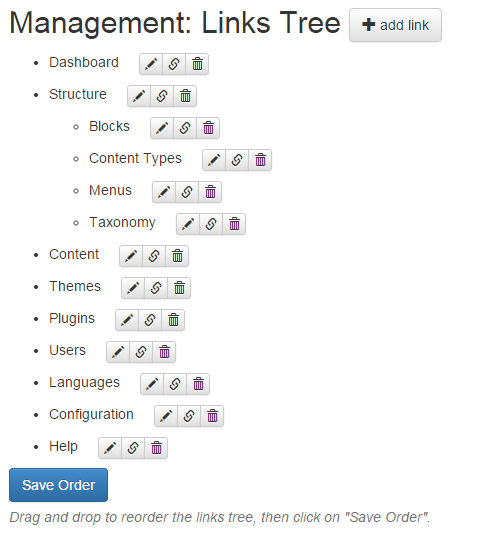 Management: Links Tree add link
Dashboard
Structure
Blocks
Content Types
Menus
Taxonomy
Content
Themes
Plugins
Users
Languages
Configuration
Help
Save Order
Drag and drop to reorder the links tree, then click on "Save Order".